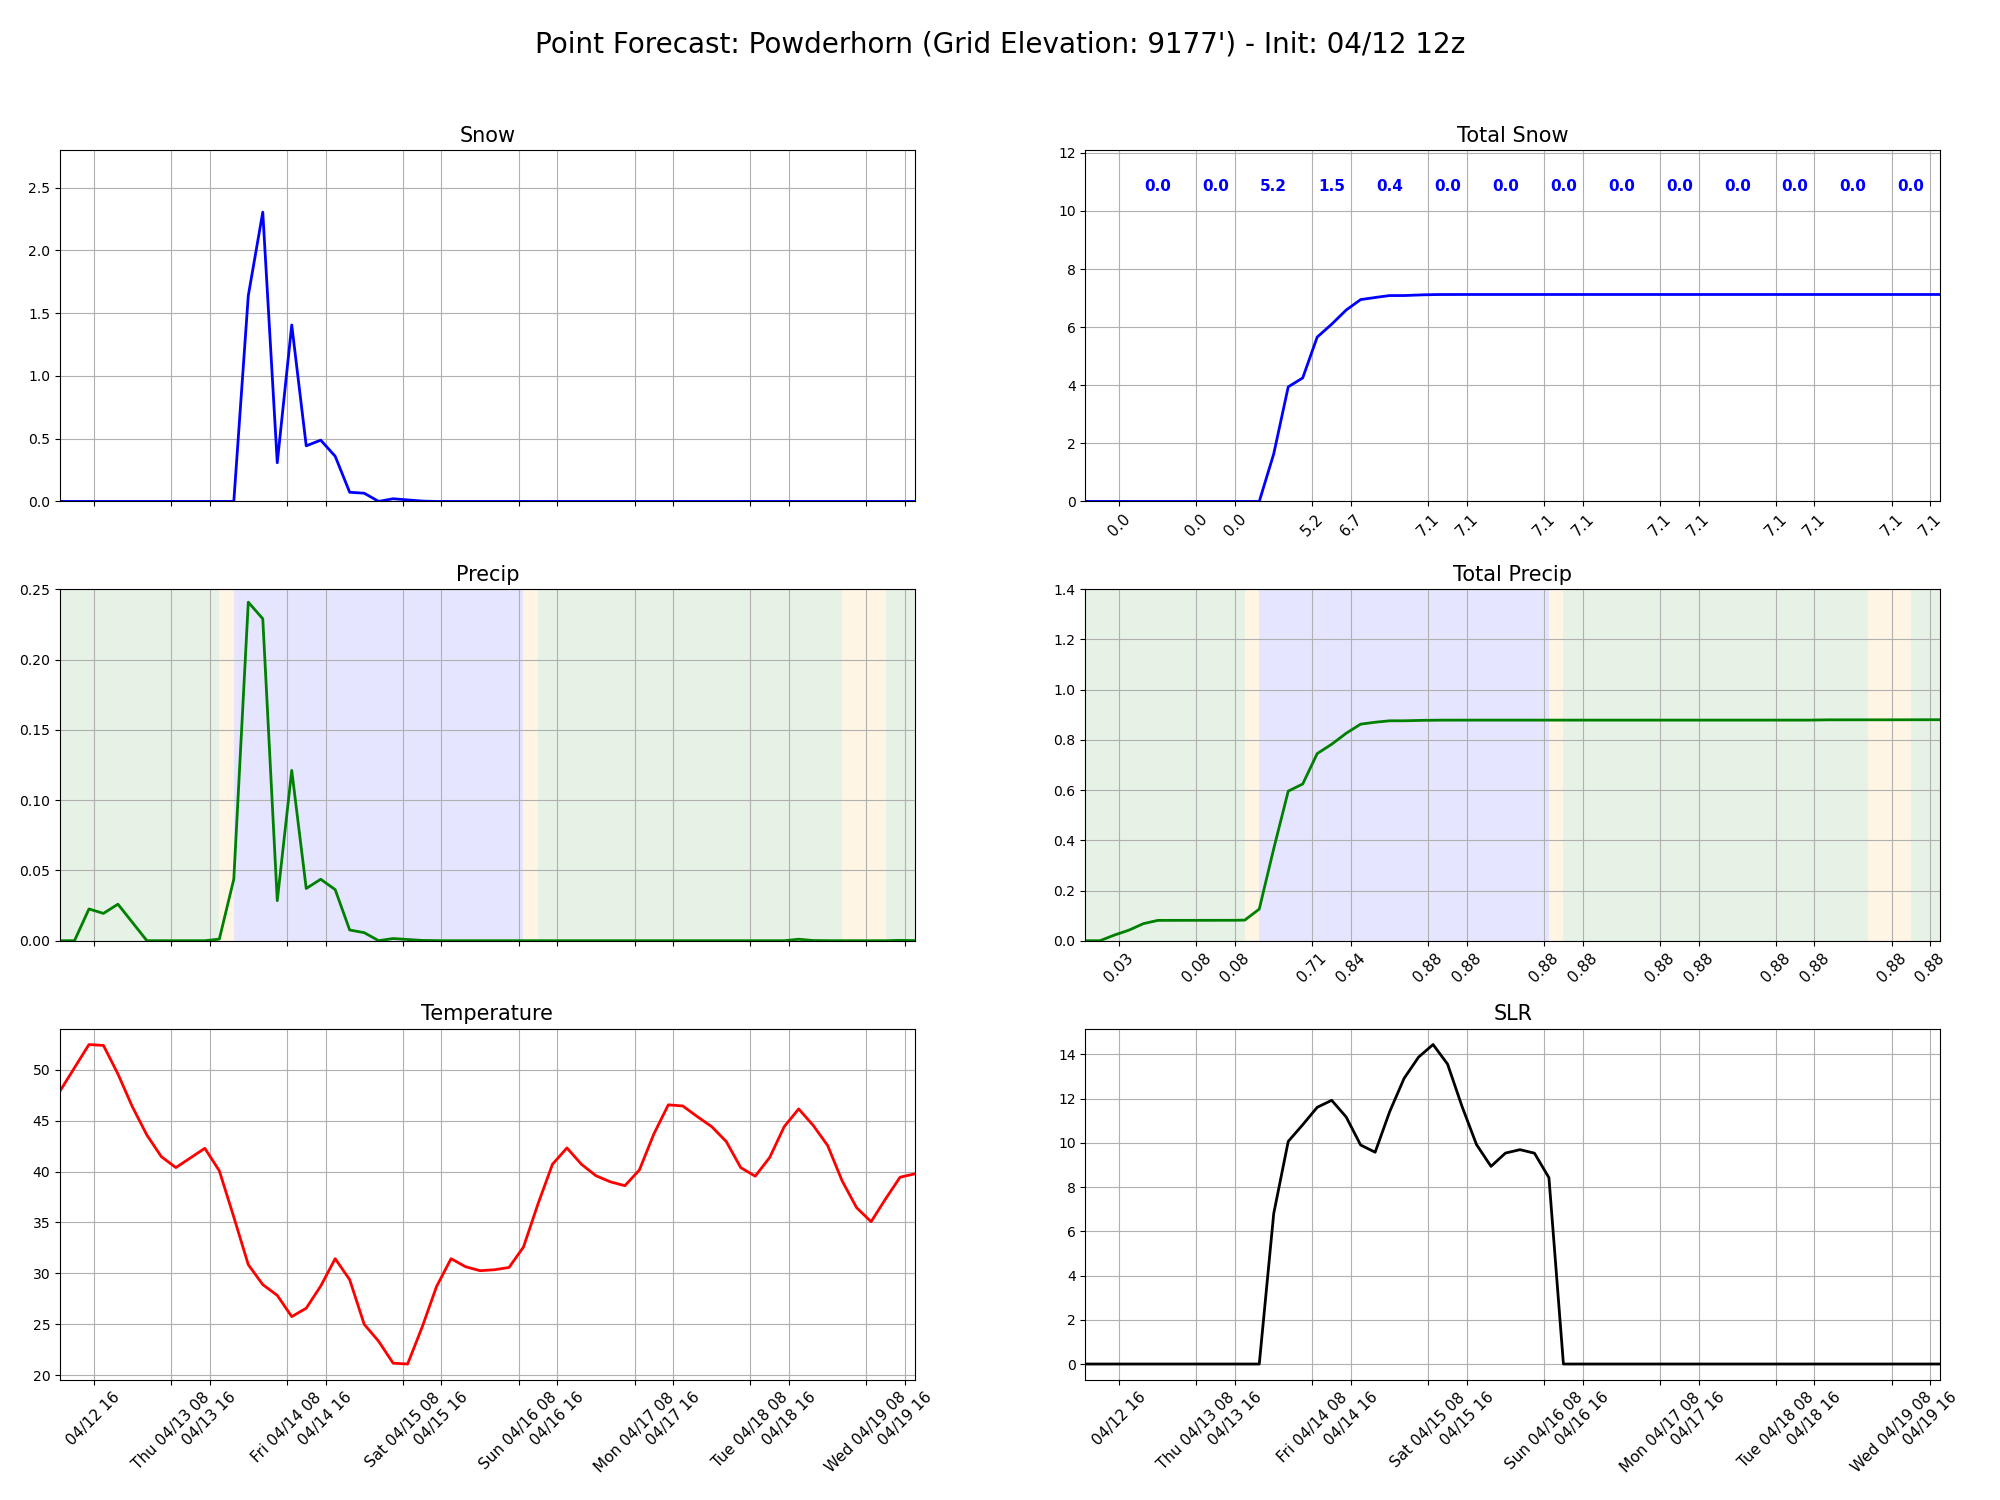 Point Forecast: Powderhorn (Grid Elevation: 9177') - Init: 04/12 12z
Snow
2.5
2.0
1.5
1.0
0.5
0.0
Total Snow
12
10
8
6
4
2
0
0.0 0.0 5.2 1.5 0.4 0.0 0.0 0.0 0.0 0.0 0.0 0.0 0.0 0.0
0.0 0.0 0.0 5.2 6.7 7.1 7.1 7.1 7.1 7.1 7.1 7.1 7.1 7.1 7.1
Precip
0.25
0.20
0.15
0.10
0.05
0.00
Total Precip
1.4
1.2
1.0
0.8
0.6
0.4
0.2
0.0
0.03 0.08 0.08 0.71 0.84 0.88 0.88 0.88 0.88 0.88 0.88 0.88 0.88 0.88 0.88
Temperature
50
45
40
35
30
25
20
04/12 16
Thu 04/13 08
04/13 16
Fri 04/14 08
04/14 16
Sat 04/15 08
04/15 16
Sun 04/16 08
04/16 16
Mon 04/17 08
04/17 16
Tue 04/18 08
04/18 16
Wed 04/19 08
04/19 16
SLR
14
12
10
8
6
4
2
0
04/12 16
Thu 04/13 08
04/13 16
Fri 04/14 08
04/14 16
Sat 04/15 08
04/15 16
Sun 04/16 08
04/16 16
Mon 04/17 08
04/17 16
Tue 04/18 08
04/18 16
Wed 04/19 08
04/19 16